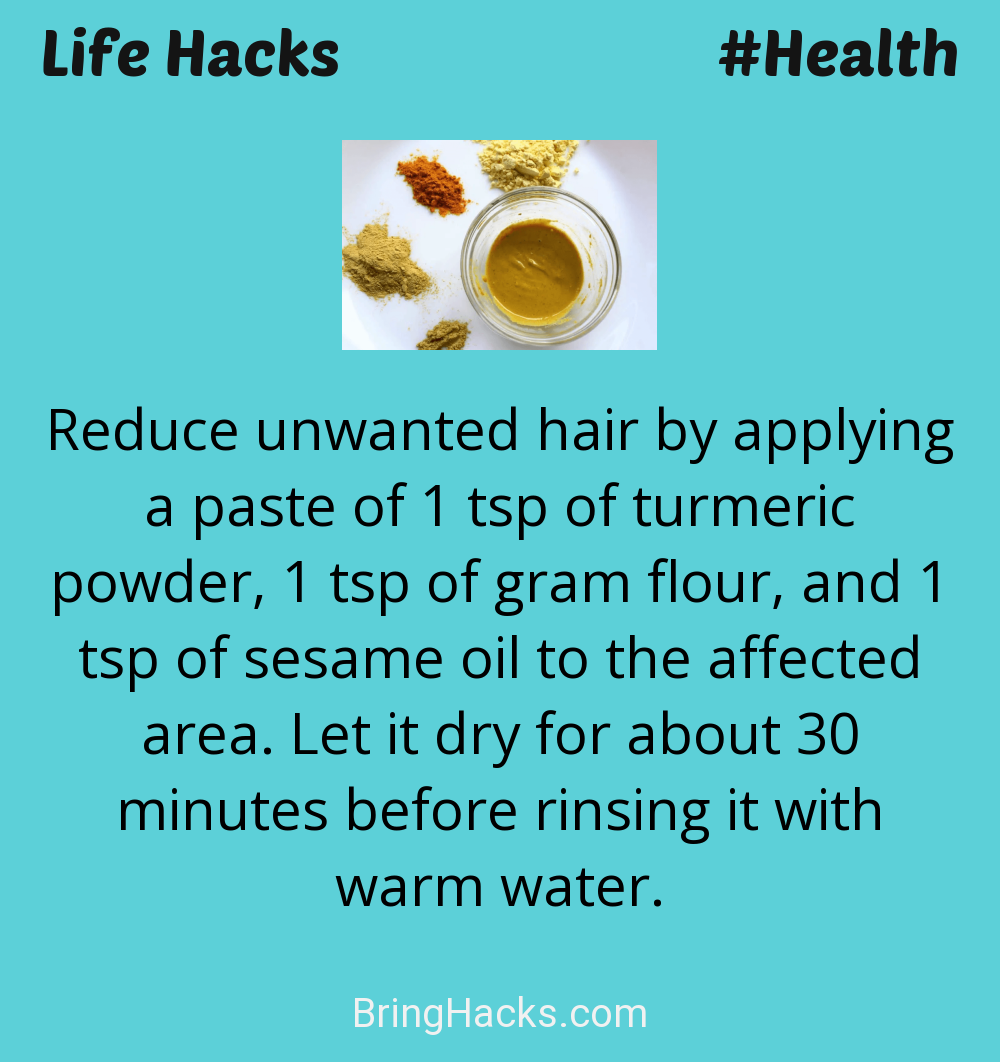 Life Hacks
#Health
Reduce unwanted hair by applying
a paste of 1 tsp of turmeric
powder, 1 tsp of gram flour, and 1
tsp of sesame oil to the affected
area. Let it dry for about 30
minutes before rinsing it with
warm water.
BringHacks.com